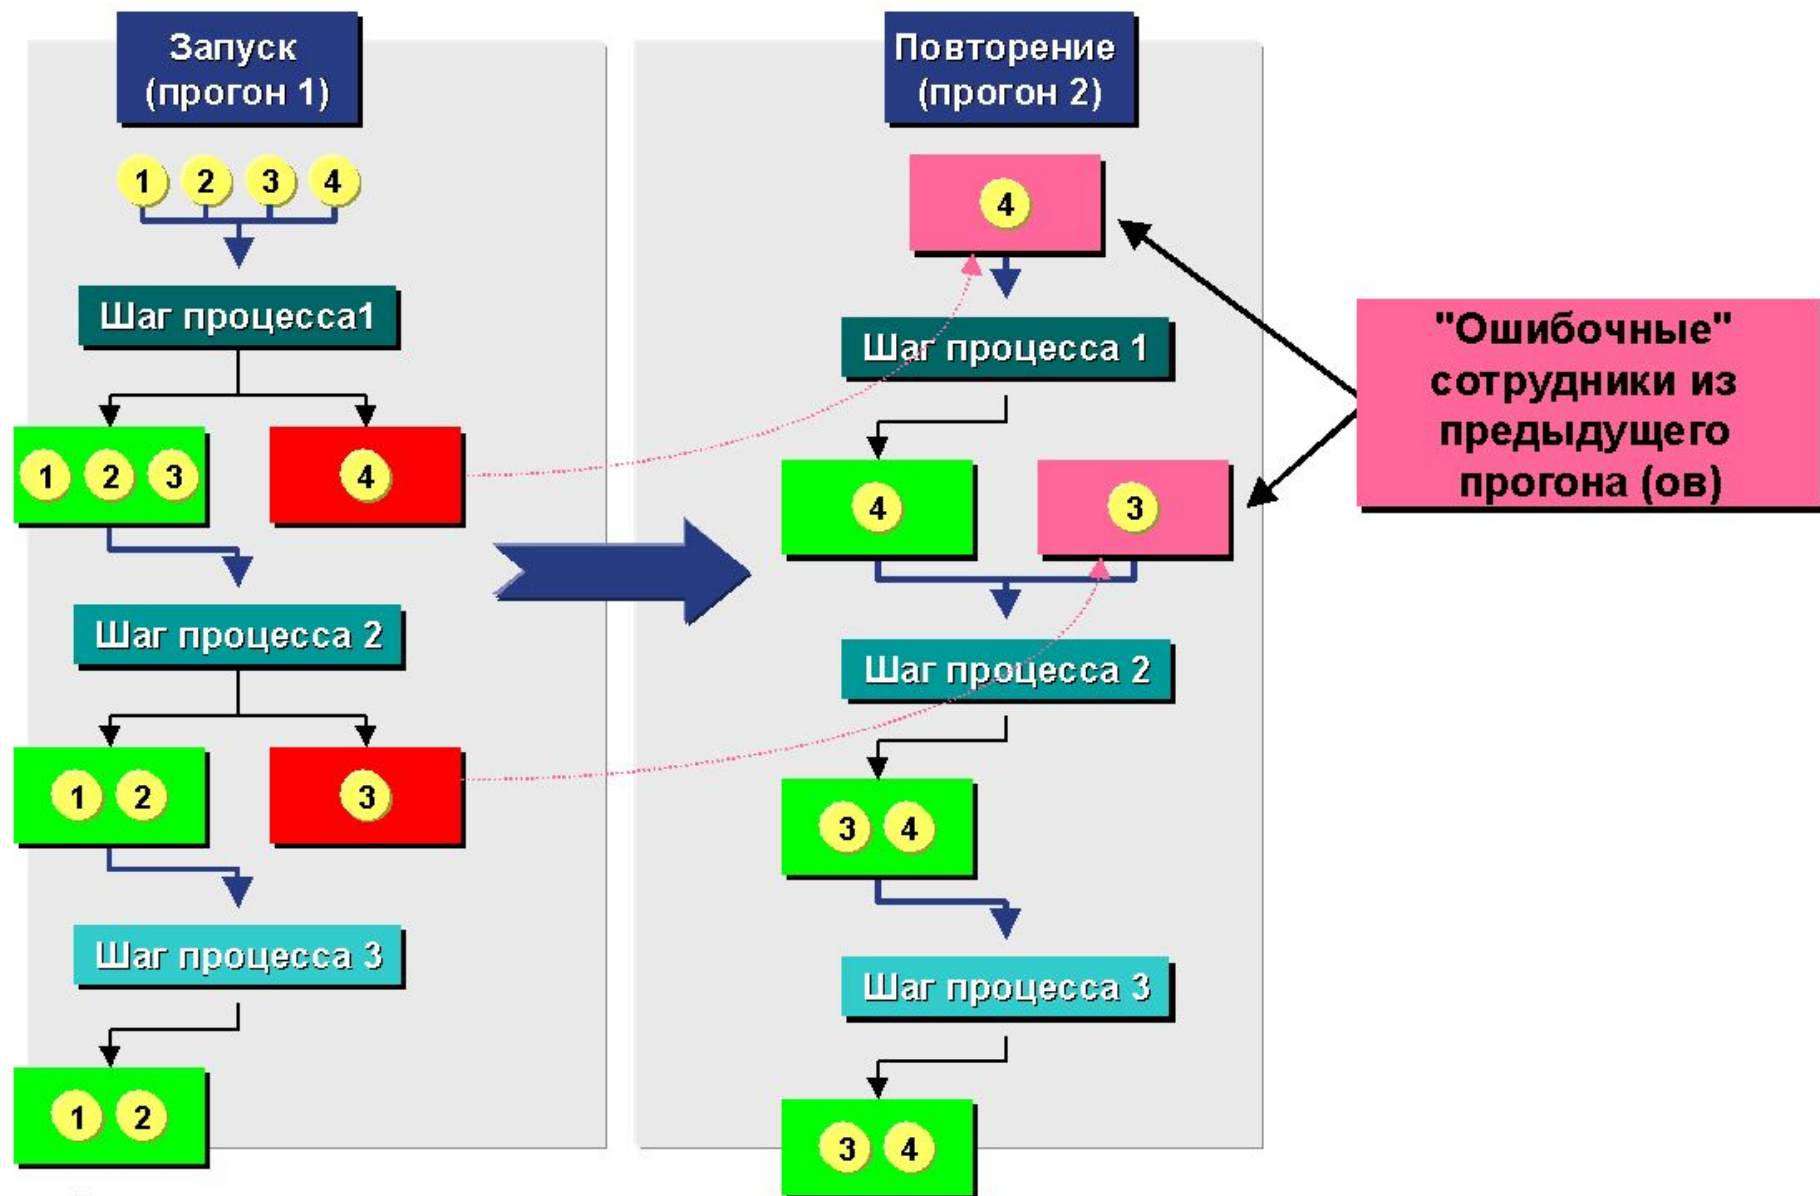 Запуск
(прогон 1)
1 2 3 4
Шаг процесса1
1 2 3
4
Шаг процесса 2
1 2
3
Шаг процесса 3
1 2
Повторение
(прогон 2)
4
Шаг процесса 1
4
3
Шаг процесса 2
3 4
Шаг процесса 3
3 4
"Ошибочные"
сотрудники из
предыдущего
прогона (ов)